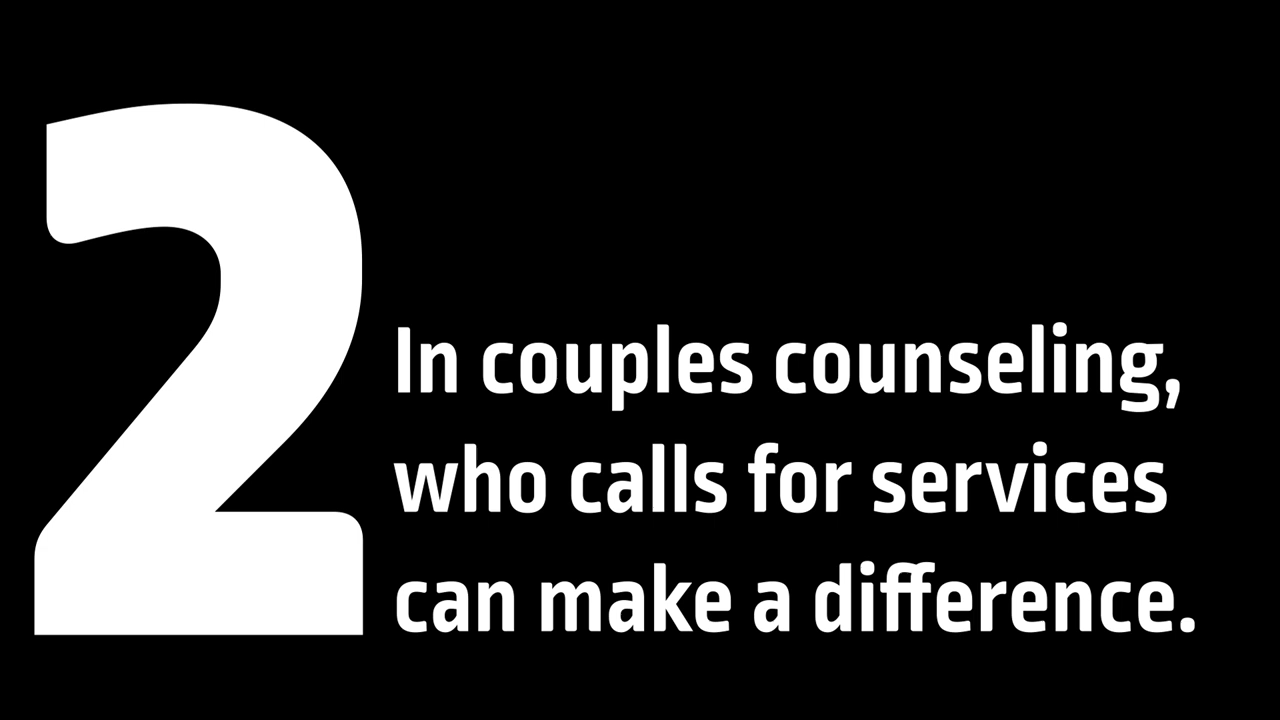 2
In couples counseling,
who calls for services
can make a difference.